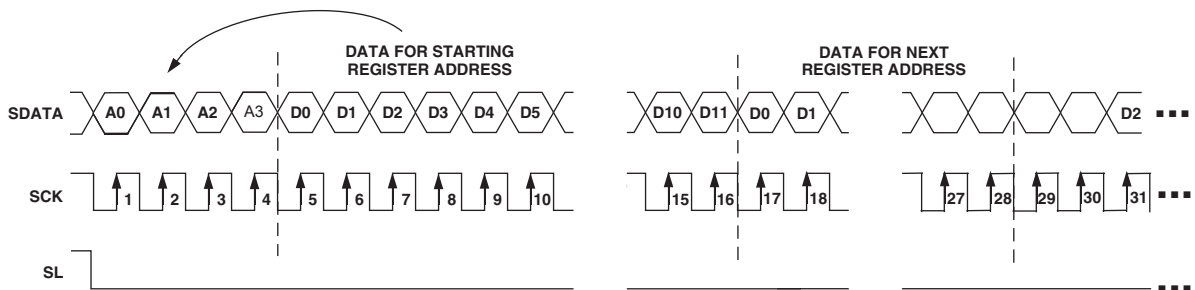 DATA FOR STARTING
REGISTER ADDRESS
DATA FOR NEXT
REGISTER ADDRESS
SDATA A0 A1 A2 A3 D0 D1 D2 D3 D4 D5 D10 D11 D0 D1 D2
SCK 1 2 3 4 5 6 7 8 9 10 15 16 17 18 27 28 29 30 31
SL